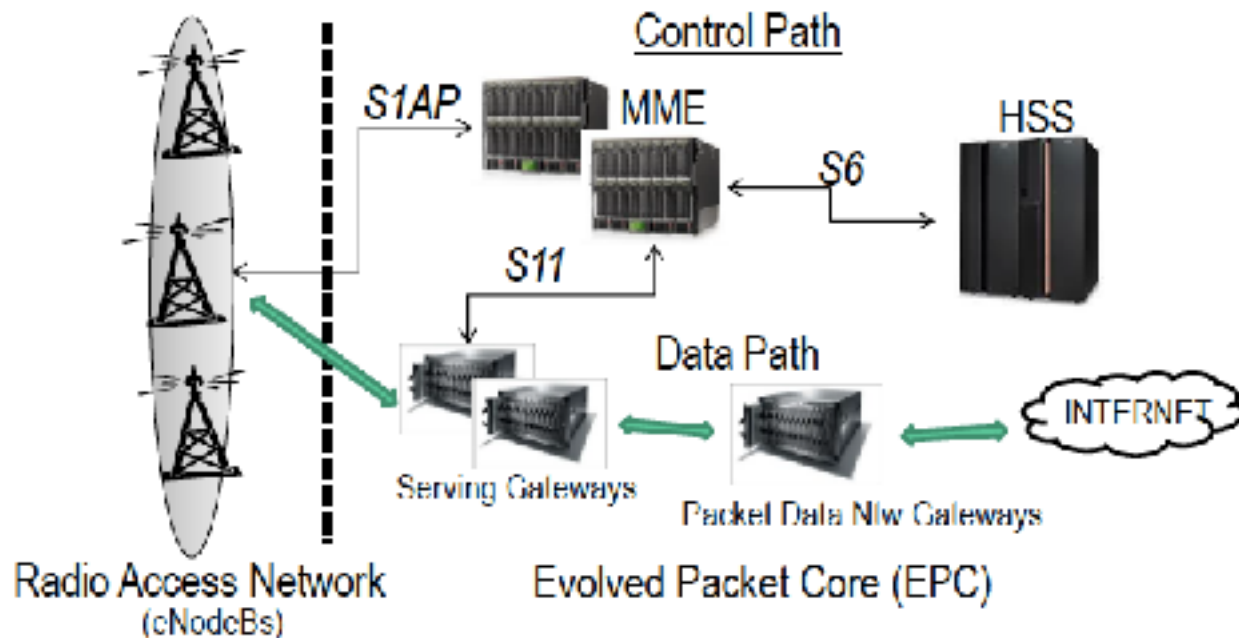 Control Path
S1AP
MME
HSS
S6
S11
Data Path
INTERNET
Serving Gateways
Packet Data Ntw Gateways
Radio Access Network
(eNodeBs)
Evolved Packet Core (EPC)